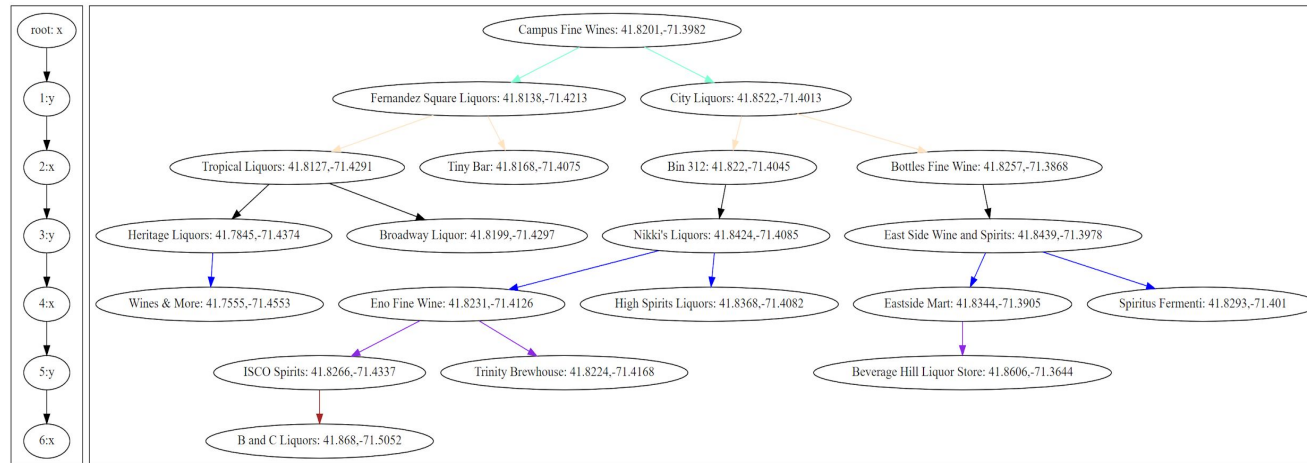 root: x
1:y
2:x
3:y
4:x
5:y
6:x
Campus Fine Wines: 41.8201,-71.3982
Fernandez Square Liquors: 41.8138,-71.4213
City Liquors: 41.8522,-71.4013
Tropical Liquors: 41.8127,-71.4291
Tiny Bar: 41.8168,-71.4075
Bin 312: 41.822,-71.4045
Bottles Fine Wine: 41.8257,-71.3868
Heritage Liquors: 41.7845,-71.4374
Broadway Liquor: 41.8199,-71.4297
Nikki's Liquors: 41.8424,-71.4085
East Side Wine and Spirits: 41.8439,-71.3978
Wines & More: 41.7555,-71.4553
Eno Fine Wine: 41.8231,-71.4126
High Spirits Liquors: 41.8368,-71.4082
Eastside Mart: 41.8344,-71.3905
Spiritus Fermenti: 41.8293,-71.401
ISCO Spirits: 41.8266,-71.4337
Trinity Brewhouse: 41.8224,-71.4168
Beverage Hill Liquor Store: 41.8606,-71.3644
B and C Liquors: 41.868,-71.5052